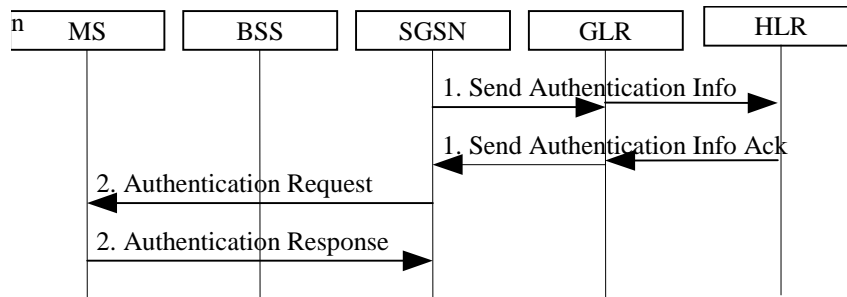 n
MS BSS SGSN GLR HLR
1. Send Authentication Info
1. Send Authentication Info Ack
2. Authentication Request
2. Authentication Response